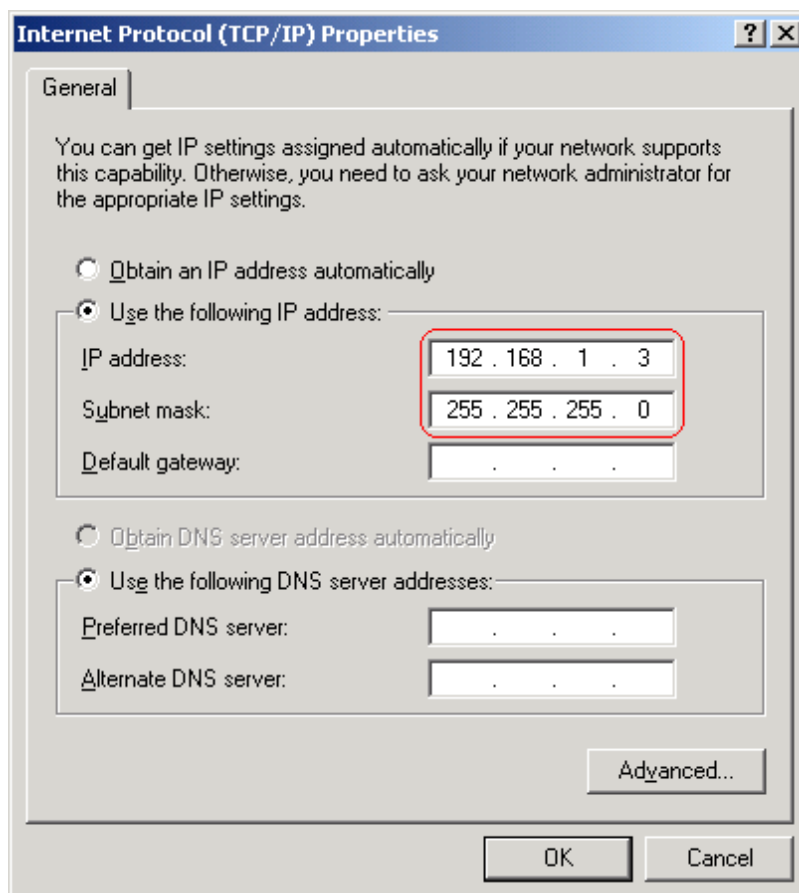 Internet Protocol (TCP/IP) Properties
General
You can get IP settings assigned automatically if your network supports
this capability. Otherwise, you need to ask your network administrator for
the appropriate IP settings.
Obtain an IP address automatically
Use the following IP address:
IP address: 192 . 168 . 1 . 3
Subnet mask: 255 . 255 . 255 . 0
Default gateway: . . .
Obtain DNS server address automatically
Use the following DNS server addresses:
Preferred DNS server: . . .
Alternate DNS server: . . .
Advanced...
OK Cancel